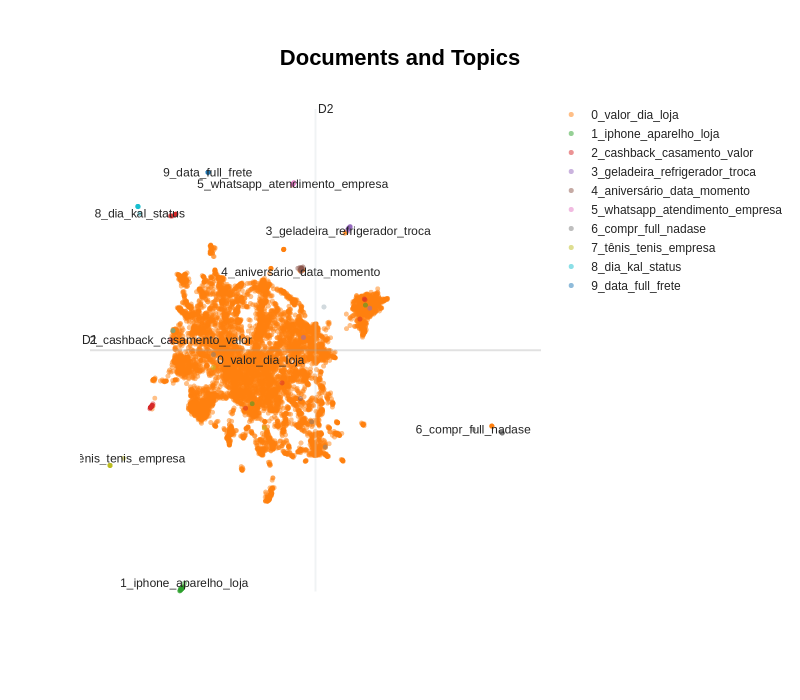 Documents and Topics
D2
0_valor_dia_loja
1_iphone_aparelho_loja
2_cashback_casamento_valor
3_geladeira_refrigerador_troca
4_aniversário_data_momento
5_whatsapp_atendimento_empresa
6_compr_full_nadase
7_tênis_tenis_empresa
8_dia_kal_status
9_data_full_frete
9_data_full_frete
5_whatsapp_atendimento_empresa
8_dia_kal_status
3_geladeira_refrigerador_troca
4_aniversário_data_momento
D1
2_cashback_casamento_valor
0_valor_dia_loja
6_compr_full_nadase
ênis_tenis_empresa
1_iphone_aparelho_loja